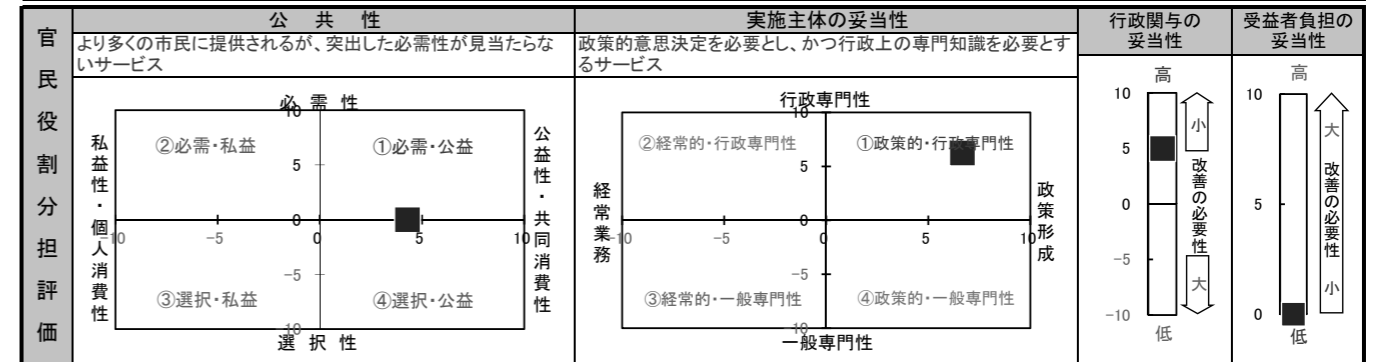 官民役割分担評価
公共性
より多くの市民に提供されるが、突出した必需性が見当たらな
いサービス
必需性
私益性・個人消費性
公益性・共同消費性
②必需・私益
①必需・公益
③選択・私益
④選択・公益
10
5
0
-5
-10
-10
-5
0
5
10
選択性
実施主体の妥当性
政策的意思決定を必要とし、かつ行政上の専門知識を必要とす
るサービス
行政専門性
経常業務
政策形成
②経常的・行政専門性
①政策的・行政専門性
③経常的・一般専門性
④政策的・一般専門性
10
5
0
-5
-10
-10
-5
0
5
10
一般専門性
行政関与の
妥当性
高
10
5
0
-5
-10
小
改善の必要性
大
低
受益者負担の
妥当性
高
10
5
0
大
改善の必要性
小
低